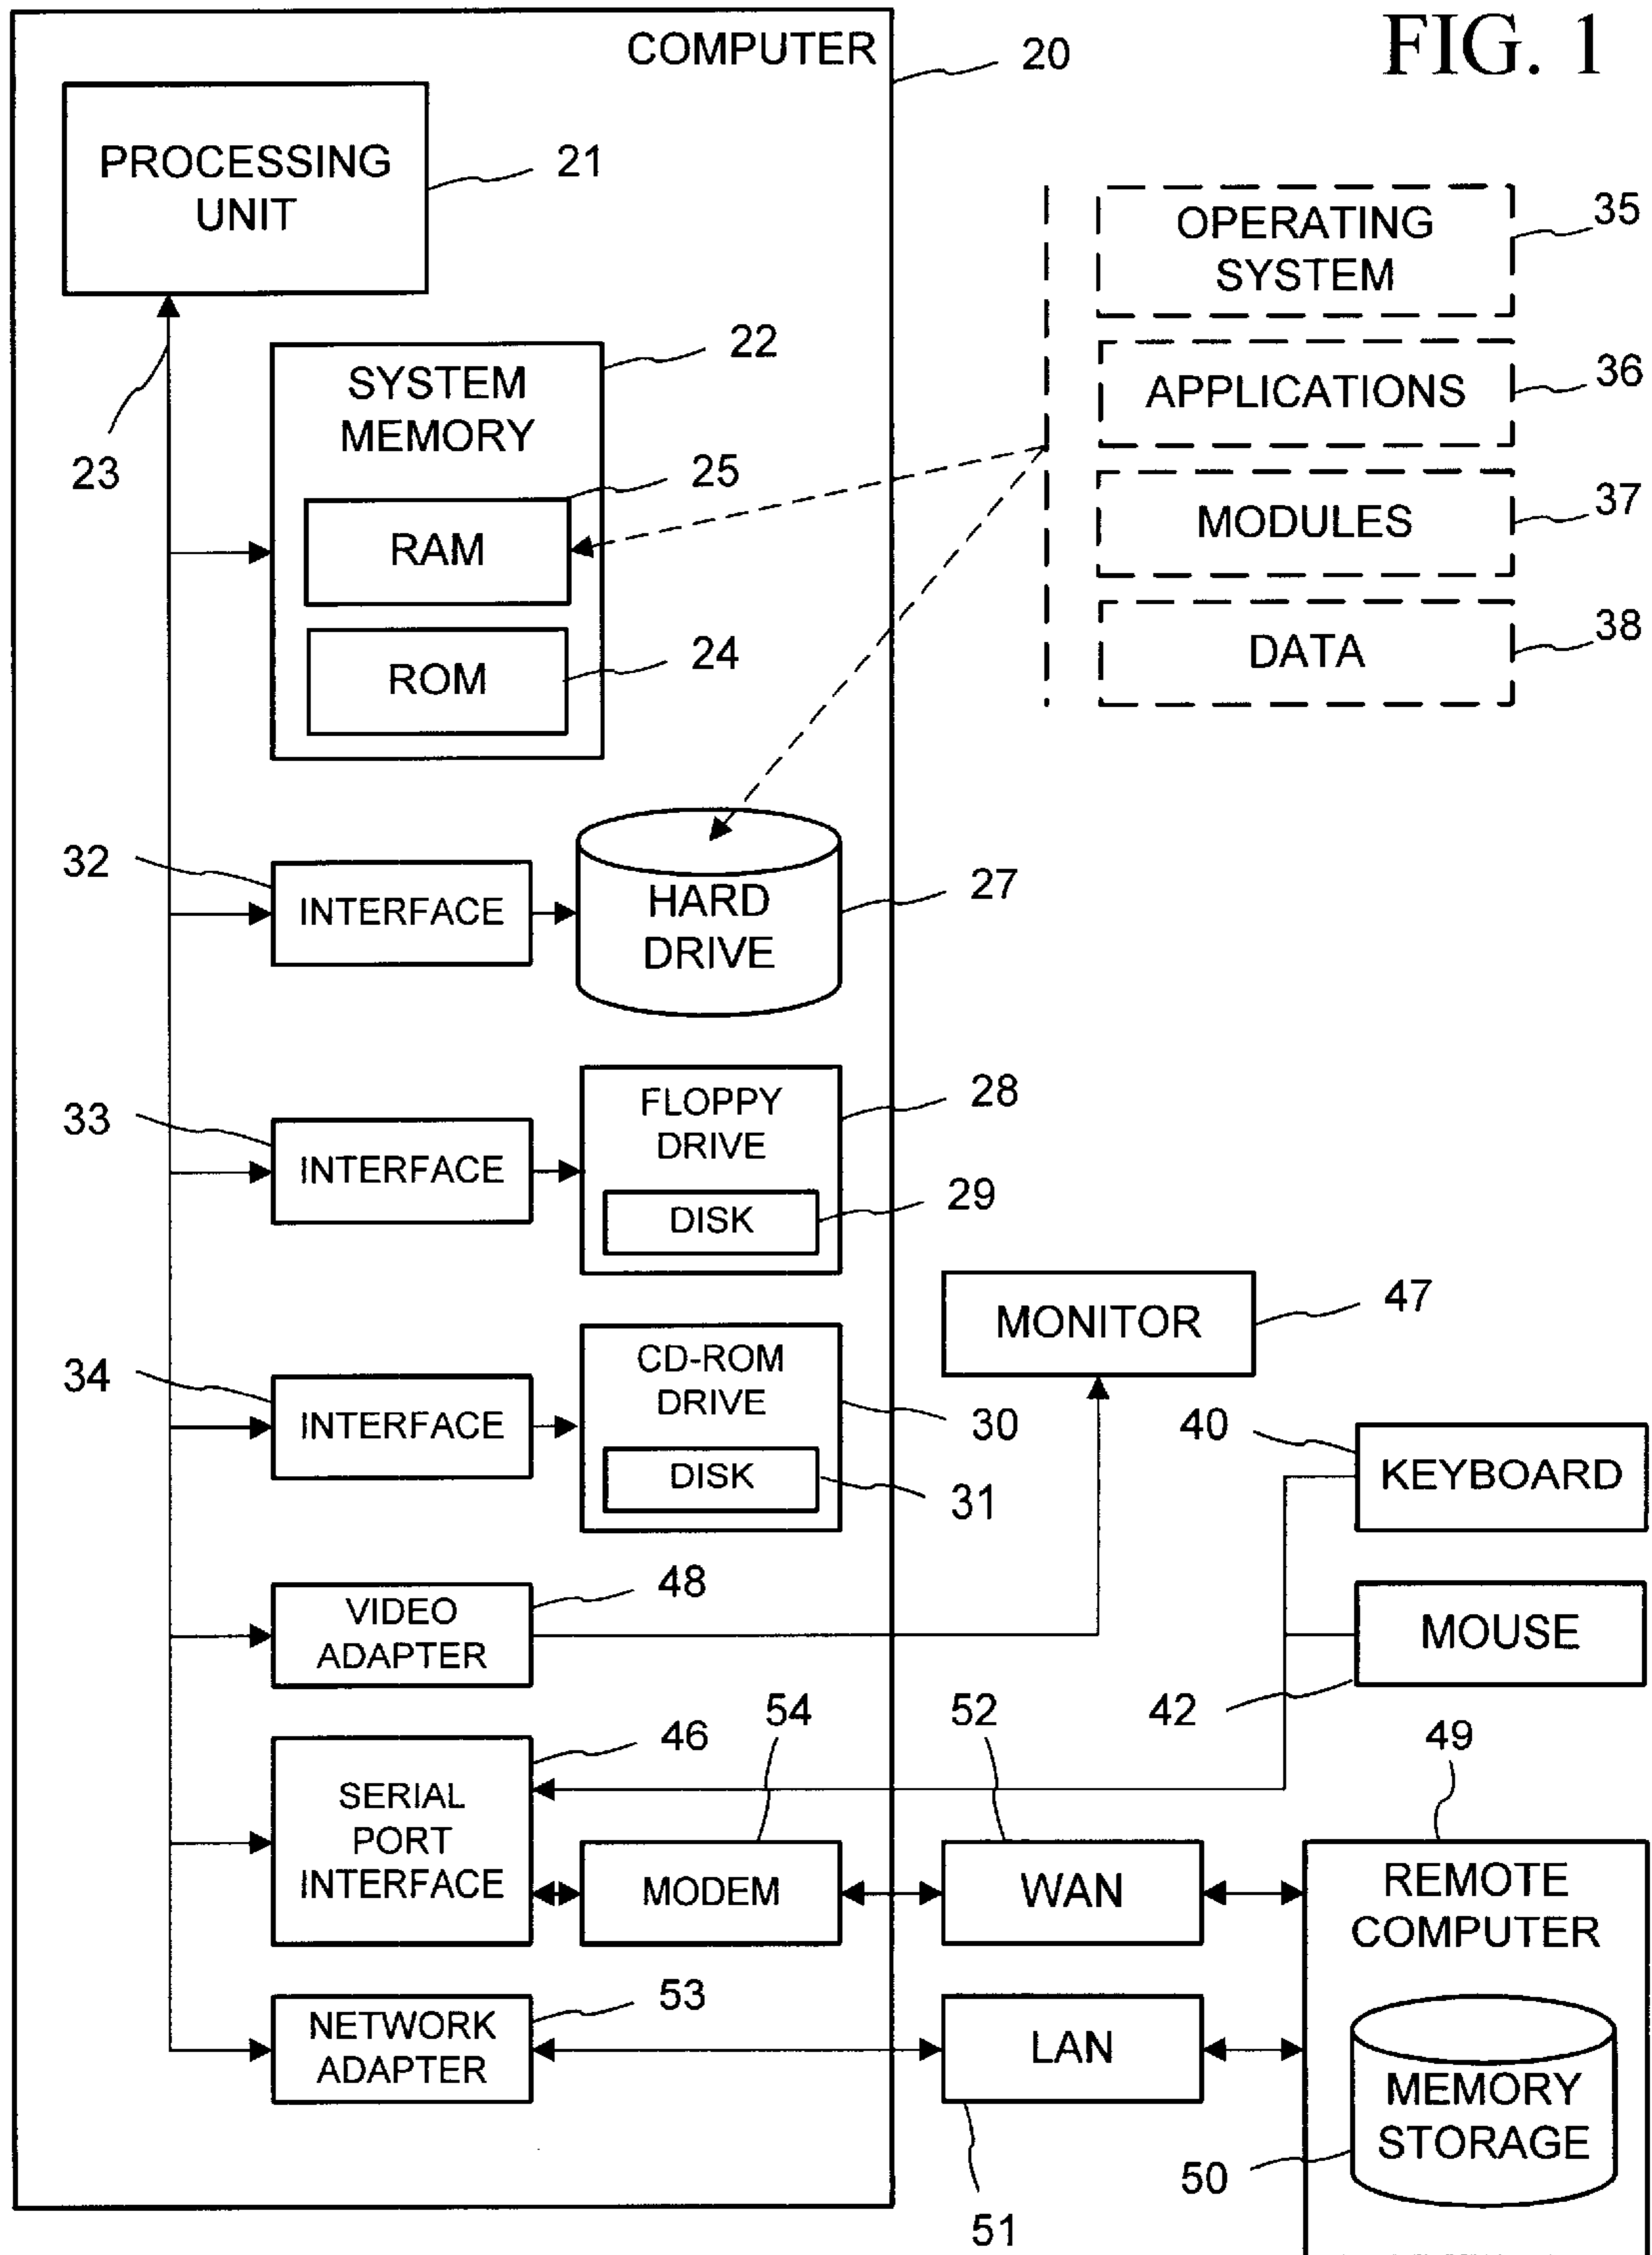 FIG. 1
COMPUTER
20
PROCESSING
UNIT
21
23
SYSTEM
MEMORY
22
RAM
25
ROM
24
OPERATING
SYSTEM
35
APPLICATIONS
36
MODULES
37
DATA
38
32
INTERFACE
HARD
DRIVE
27
33
INTERFACE
FLOPPY
DRIVE
28
DISK
29
34
INTERFACE
CD-ROM
DRIVE
30
DISK
31
MONITOR
47
40
KEYBOARD
MOUSE
42
VIDEO
ADAPTER
48
SERIAL
PORT
INTERFACE
46
54
MODEM
52
WAN
49
REMOTE
COMPUTER
NETWORK
ADAPTER
53
LAN
51
MEMORY
STORAGE
50